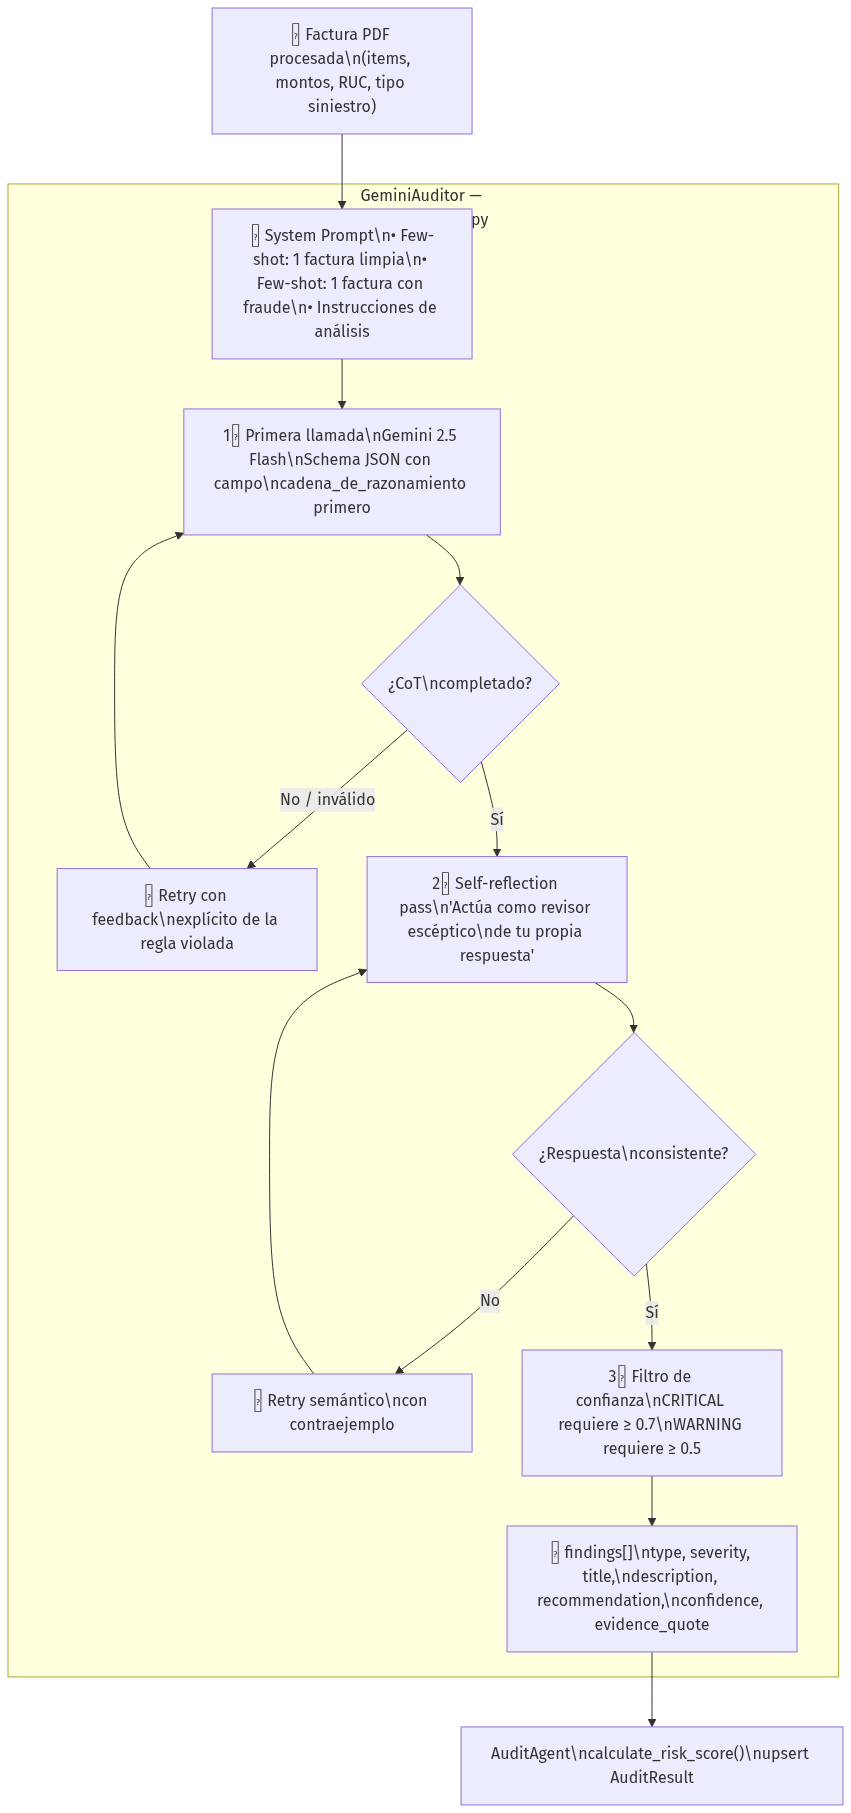 Factura PDF
procesada\n(items,
montos, RUC, tipo
siniestro)
GeminiAuditor —
py
System Prompt\n• Few-
shot: 1 factura limpia\n•
Few-shot: 1 factura con
fraude\n• Instrucciones de
análisis
1 Primera llamada\nGemini 2.5
Flash\nSchema JSON con
campo\ncadena_de_razonamiento
primero
¿CoT\ncompletado?
No / inválido
Sí
Retry con
feedback\nexplícito de la
regla violada
2 Self-reflection
pass\n'Actúa como revisor
escéptico\nde tu propia
respuesta'
¿Respuesta\nconsistente?
No
Sí
Retry semántico\ncon
contraejemplo
3 Filtro de
confianza\nCRITICAL
requiere ≥ 0.7\nWARNING
requiere ≥ 0.5
findings[]\ntype, severity,
title,\ndescription,
recommendation,\nconfidence,
evidence_quote
AuditAgent\ncalculate_risk_score()\nupsert
AuditResult